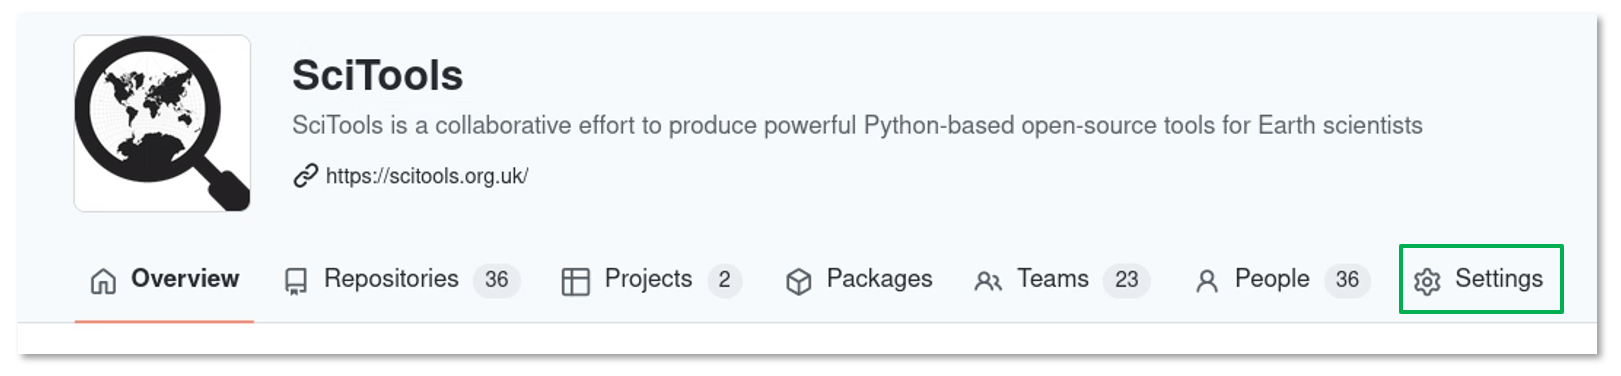 SciTools
SciTools is a collaborative effort to produce powerful Python-based open-source tools for Earth scientists
https://scitools.org.uk/
Overview Repositories 36 Projects 2 Packages Teams 23 People 36 Settings